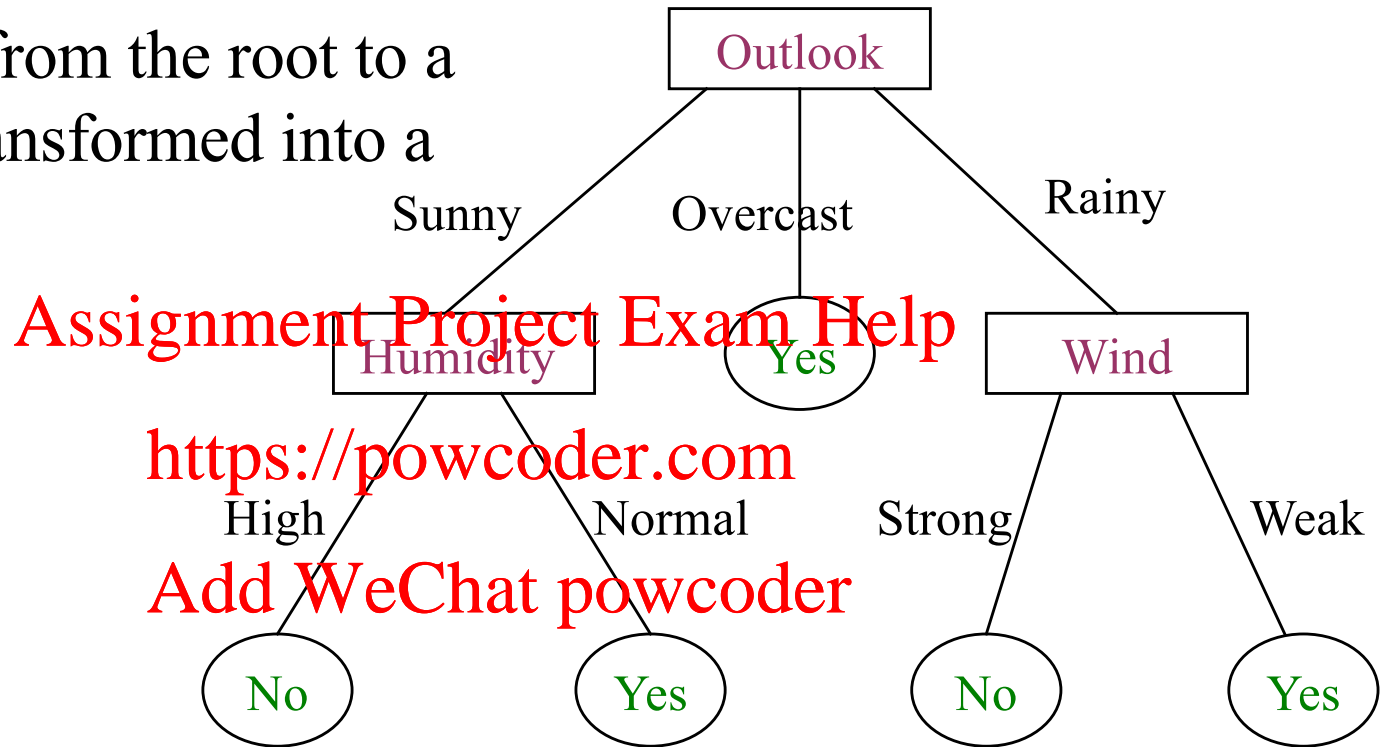 from the root to a
ansformed into a
Outlook
Sunny
Overcast
Rainy
Assignment Project Exam Help
Humidity
Yes
Wind
https://powcoder.com
High
Normal
Strong
Weak
Add WeChat powcoder
No
Yes
No
Yes